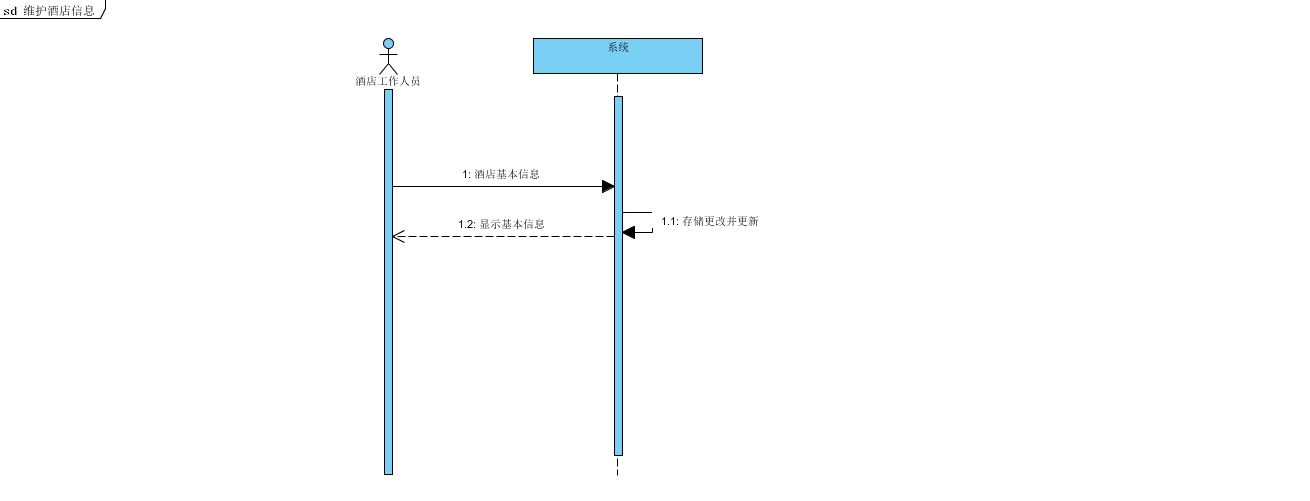 sd 维护酒店信息
系统
酒店工作人员
1: 酒店基本信息
1.1: 存储更改并更新
1.2: 显示基本信息